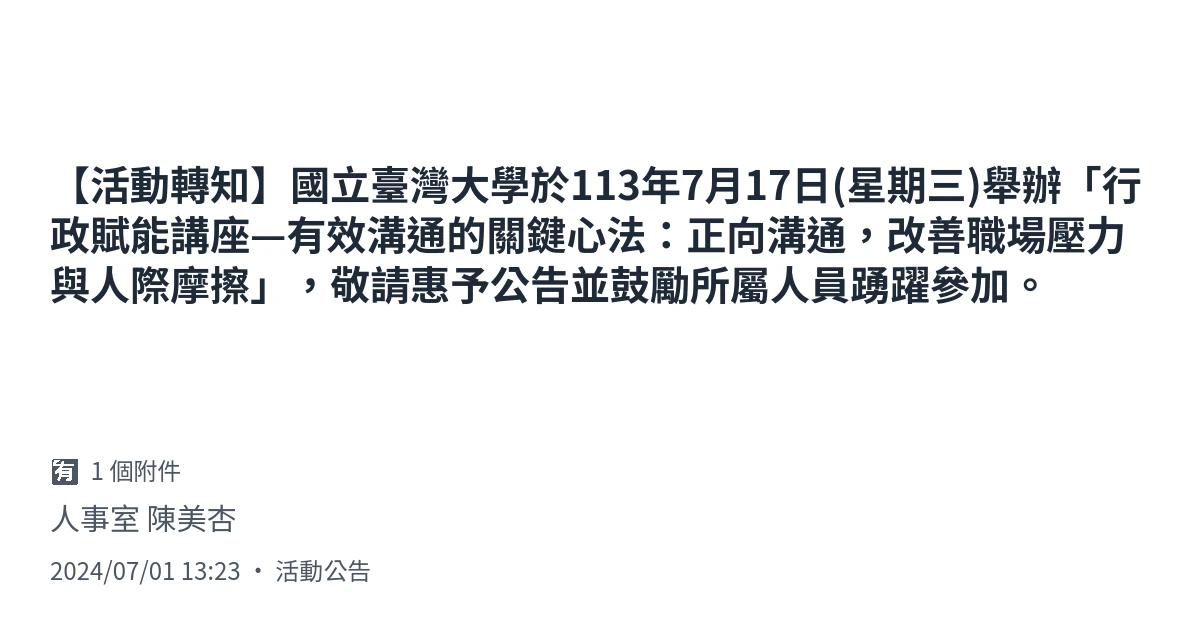 【活動轉知】國立臺灣大學於113年7月17日(星期三)舉辦「行
政賦能講座—有效溝通的關鍵心法：正向溝通，改善職場壓力
與人際摩擦」，敬請惠予公告並鼓勵所屬人員踴躍參加。
🈶 1 個附件
人事室 陳美杏
2024/07/01 13:23 • 活動公告